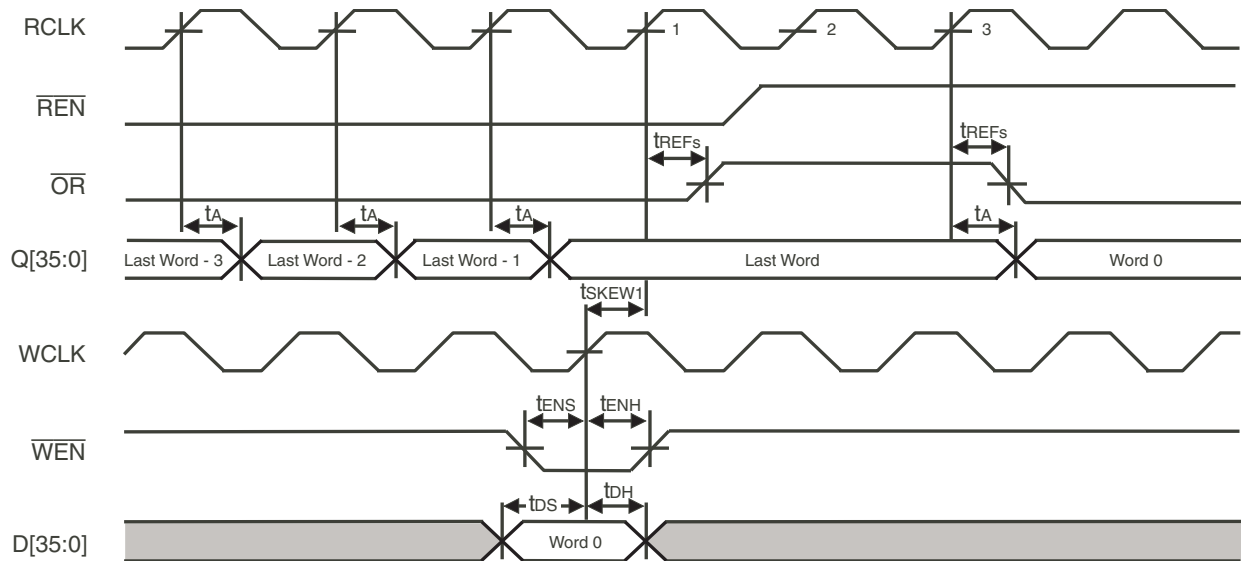 RCLK
1
2
3
REN
tREFs
tREFs
OR
tA
tA
tA
tA
Q[35:0]
Last Word - 3
Last Word - 2
Last Word - 1
Last Word
Word 0
tSKEW1
WCLK
tENS
tENH
WEN
tDS
tDH
D[35:0]
Word 0